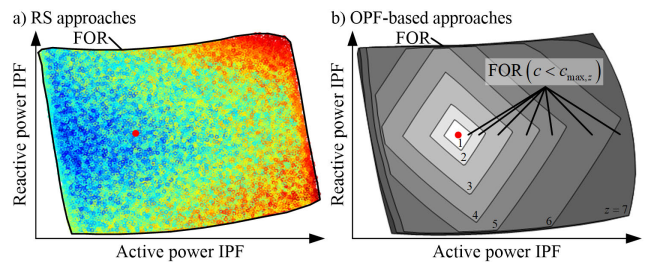 a) RS approaches
FOR
Reactive power IPF
Active power IPF
b) OPF-based approaches
FOR
FOR (c < c_max,z)
1
2
3
4
5
6
z = 7
Reactive power IPF
Active power IPF